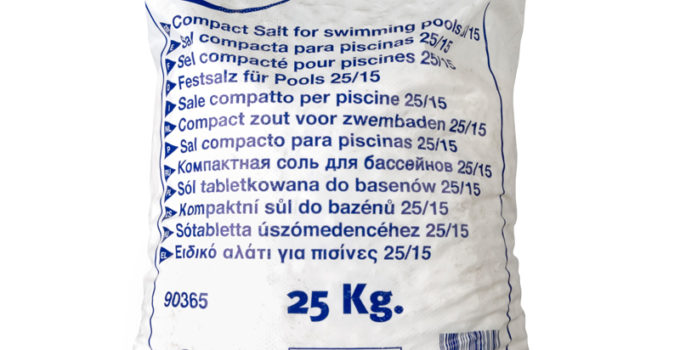 Compact Salt for swimming pools 25/15
Sal compacta para piscinas 25/15
Sel compacté pour piscines 25/15
Festsalz für Pools 25/15
Sale compatto per piscine 25/15
Compact zout voor zwembaden 25/15
Sal compacto para piscinas 25/15
Компактная соль для бассейнов 25/15
Sól tabletkowana do basenów 25/15
Kompaktní sůl do bazénů 25/15
Sótabletta úszómedencéhez 25/15
Ειδικό αλάτι για πισίνες 25/15
90365
25 Kg.